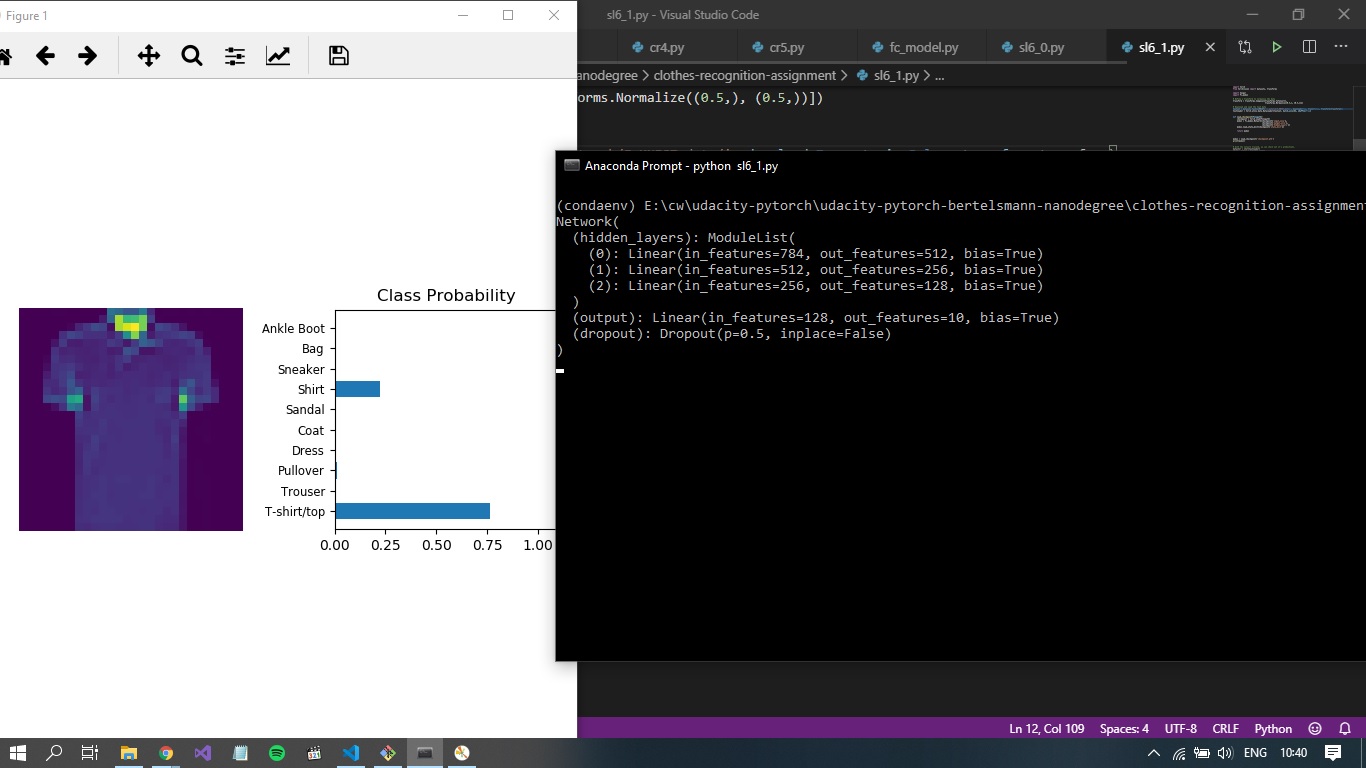 Figure 1
Class Probability
Ankle Boot
Bag
Sneaker
Shirt
Sandal
Coat
Dress
Pullover
Trouser
T-shirt/top
0.00 0.25 0.50 0.75 1.00
sl6_1.py - Visual Studio Code
cr4.py cr5.py fc_model.py sl6_0.py sl6_1.py
nanodegree > clothes-recognition-assignment > sl6_1.py > ...
orms.Normalize((0.5,), (0.5,))])
Anaconda Prompt - python sl6_1.py
(condaenv) E:\cw\udacity-pytorch\udacity-pytorch-bertelsmann-nanodegree\clothes-recognition-assignment
Network(
(hidden_layers): ModuleList(
(0): Linear(in_features=784, out_features=512, bias=True)
(1): Linear(in_features=512, out_features=256, bias=True)
(2): Linear(in_features=256, out_features=128, bias=True)
)
(output): Linear(in_features=128, out_features=10, bias=True)
(dropout): Dropout(p=0.5, inplace=False)
)
Ln 12, Col 109 Spaces: 4 UTF-8 CRLF Python
ENG 10:40